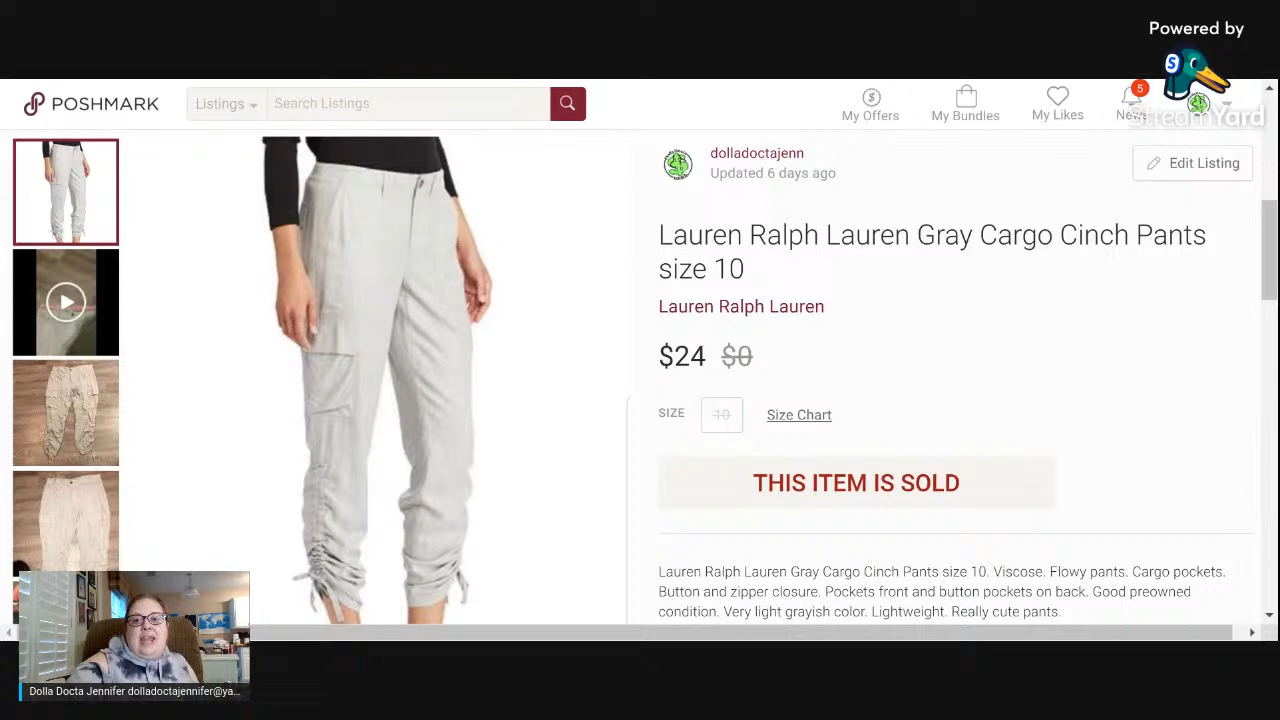 Powered by
S
StreamYard
POSHMARK
Listings
Search Listings
My Offers
My Bundles
My Likes
5
dolladoctajenn
Updated 6 days ago
Edit Listing
Lauren Ralph Lauren Gray Cargo Cinch Pants
size 10
Lauren Ralph Lauren
$24 $0
SIZE 10 Size Chart
THIS ITEM IS SOLD
Lauren Ralph Lauren Gray Cargo Cinch Pants size 10. Viscose. Flowy pants. Cargo pockets.
Button and zipper closure. Pockets front and button pockets on back. Good preowned
condition. Very light grayish color. Lightweight. Really cute pants.
Dolla Docta Jennifer dolladoctajennifer@ya...